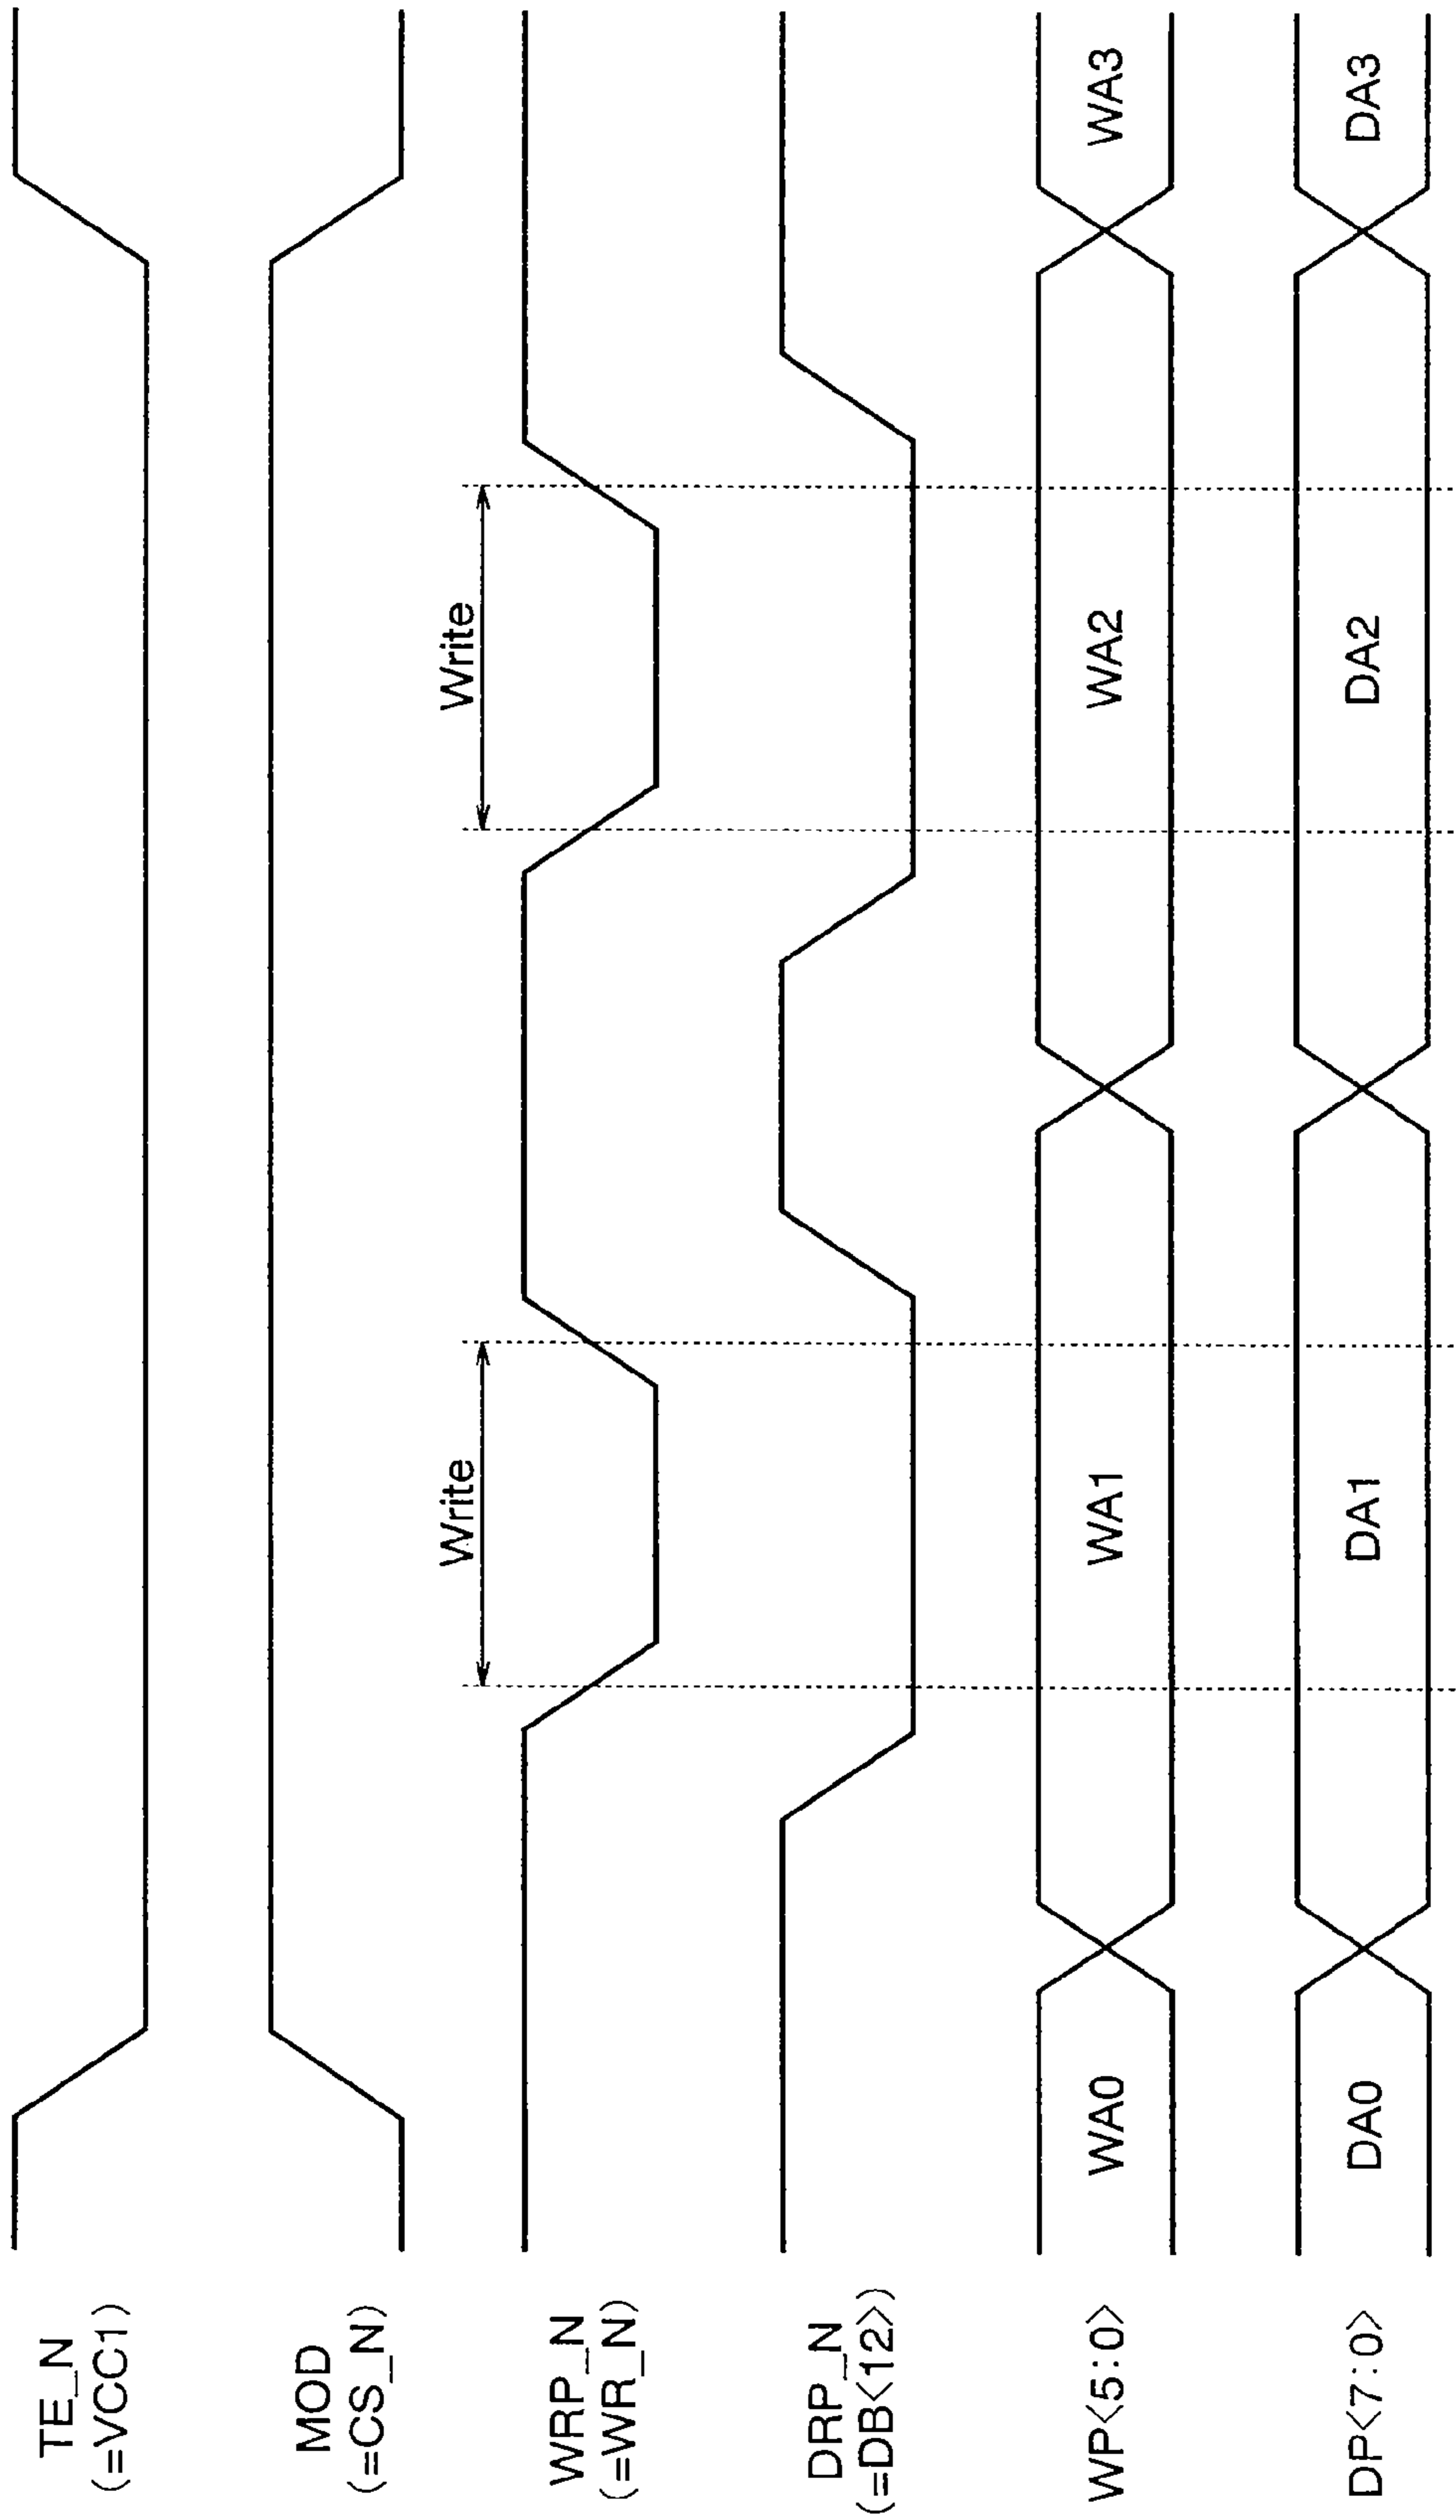 TE_N
(=VCC1)
MOD
(=CS_N)
WRP_N
(=WR_N)
Write
Write
DRP_N
(=DB<12>)
WP<5:0>
WA0
WA1
WA2
WA3
DP<7:0>
DA0
DA1
DA2
DA3